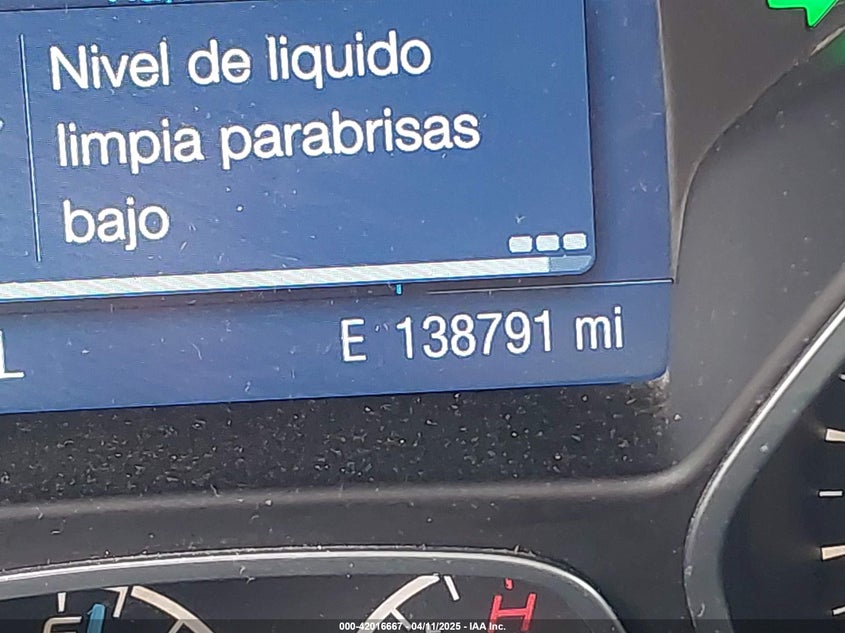 Nivel de liquido
limpia parabrisas
bajo
L
E 138791 mi
H
000-42016667 - 04/11/2025 - IAA Inc.